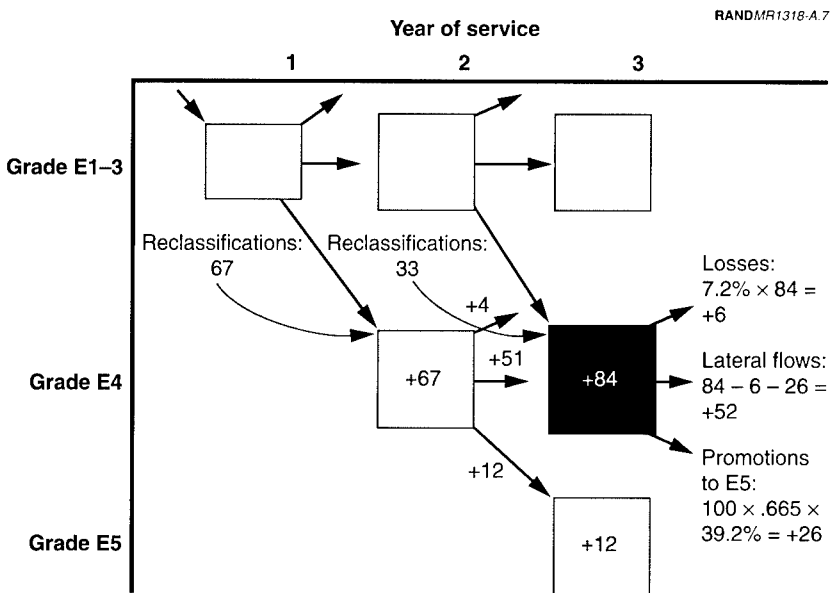 RANDMR1318-A.7
Year of service
1 2 3
Grade E1–3
Reclassifications:
67
Reclassifications:
33
Losses:
7.2% × 84 =
+6
+4
+51
Grade E4
+67
+84
Lateral flows:
84 – 6 – 26 =
+52
+12
Promotions
to E5:
100 × .665 ×
39.2% = +26
Grade E5
+12